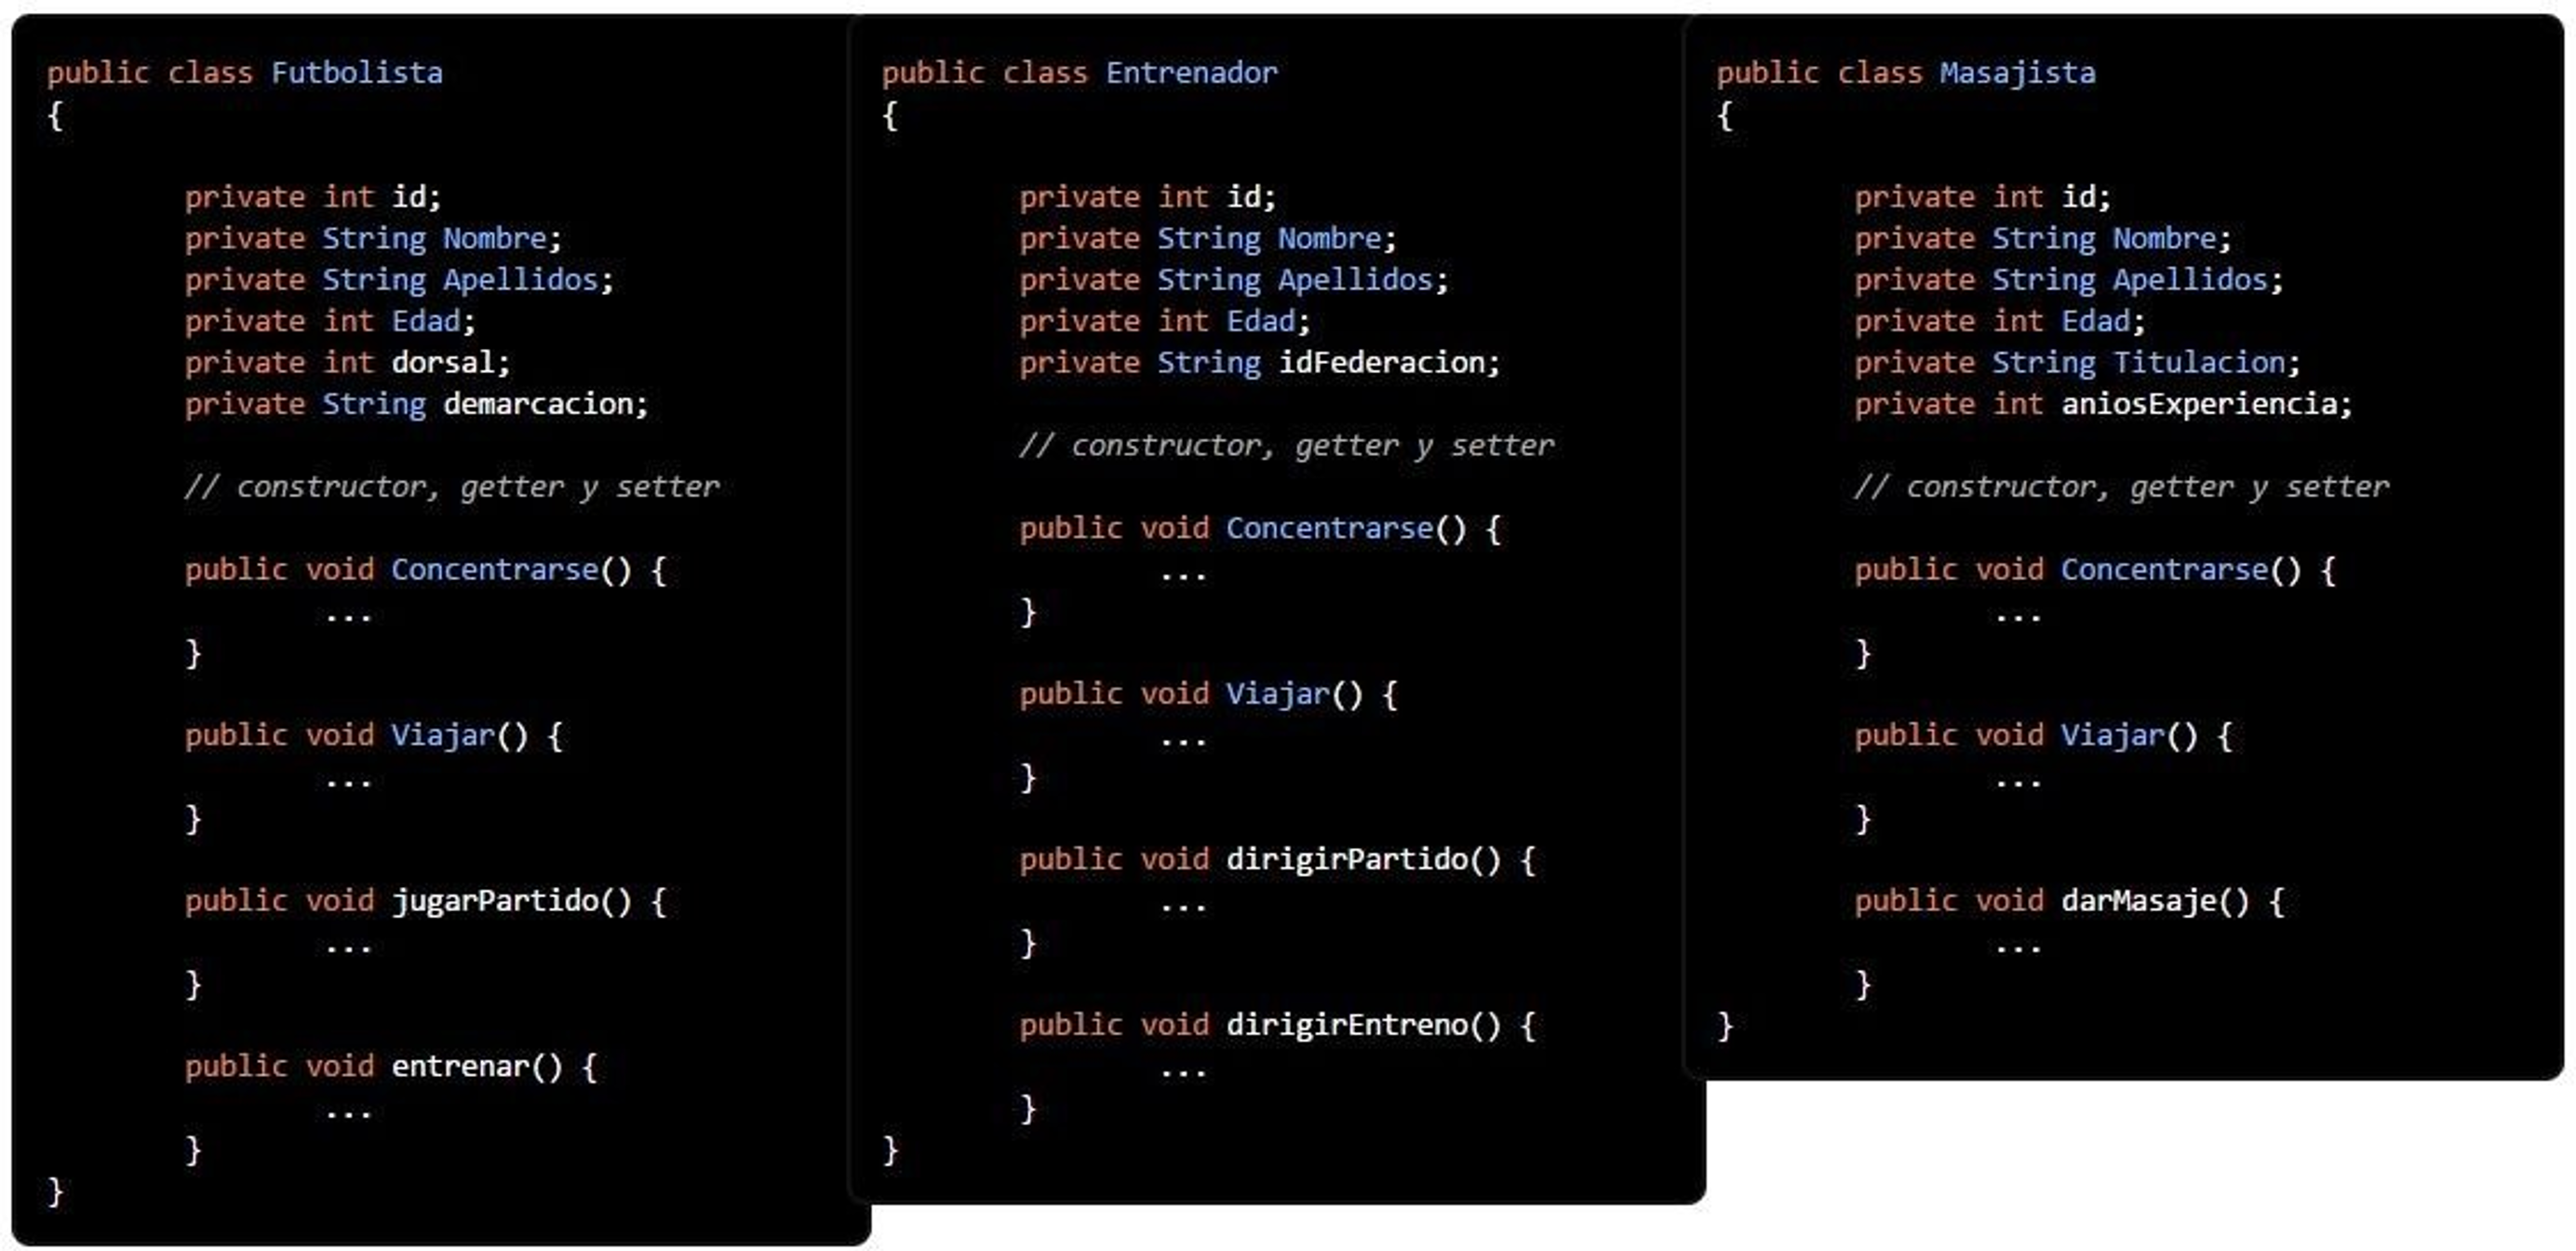 public class Futbolista
{
private int id;
private String Nombre;
private String Apellidos;
private int Edad;
private int dorsal;
private String demarcacion;
// constructor, getter y setter
public void Concentrarse() {
...
}
public void Viajar() {
...
}
public void jugarPartido() {
...
}
public void entrenar() {
...
}
}
public class Entrenador
{
private int id;
private String Nombre;
private String Apellidos;
private int Edad;
private String idFederacion;
// constructor, getter y setter
public void Concentrarse() {
...
}
public void Viajar() {
...
}
public void dirigirPartido() {
...
}
public void dirigirEntreno() {
...
}
}
public class Masajista
{
private int id;
private String Nombre;
private String Apellidos;
private int Edad;
private String Titulacion;
private int aniosExperiencia;
// constructor, getter y setter
public void Concentrarse() {
...
}
public void Viajar() {
...
}
public void darMasaje() {
...
}
}